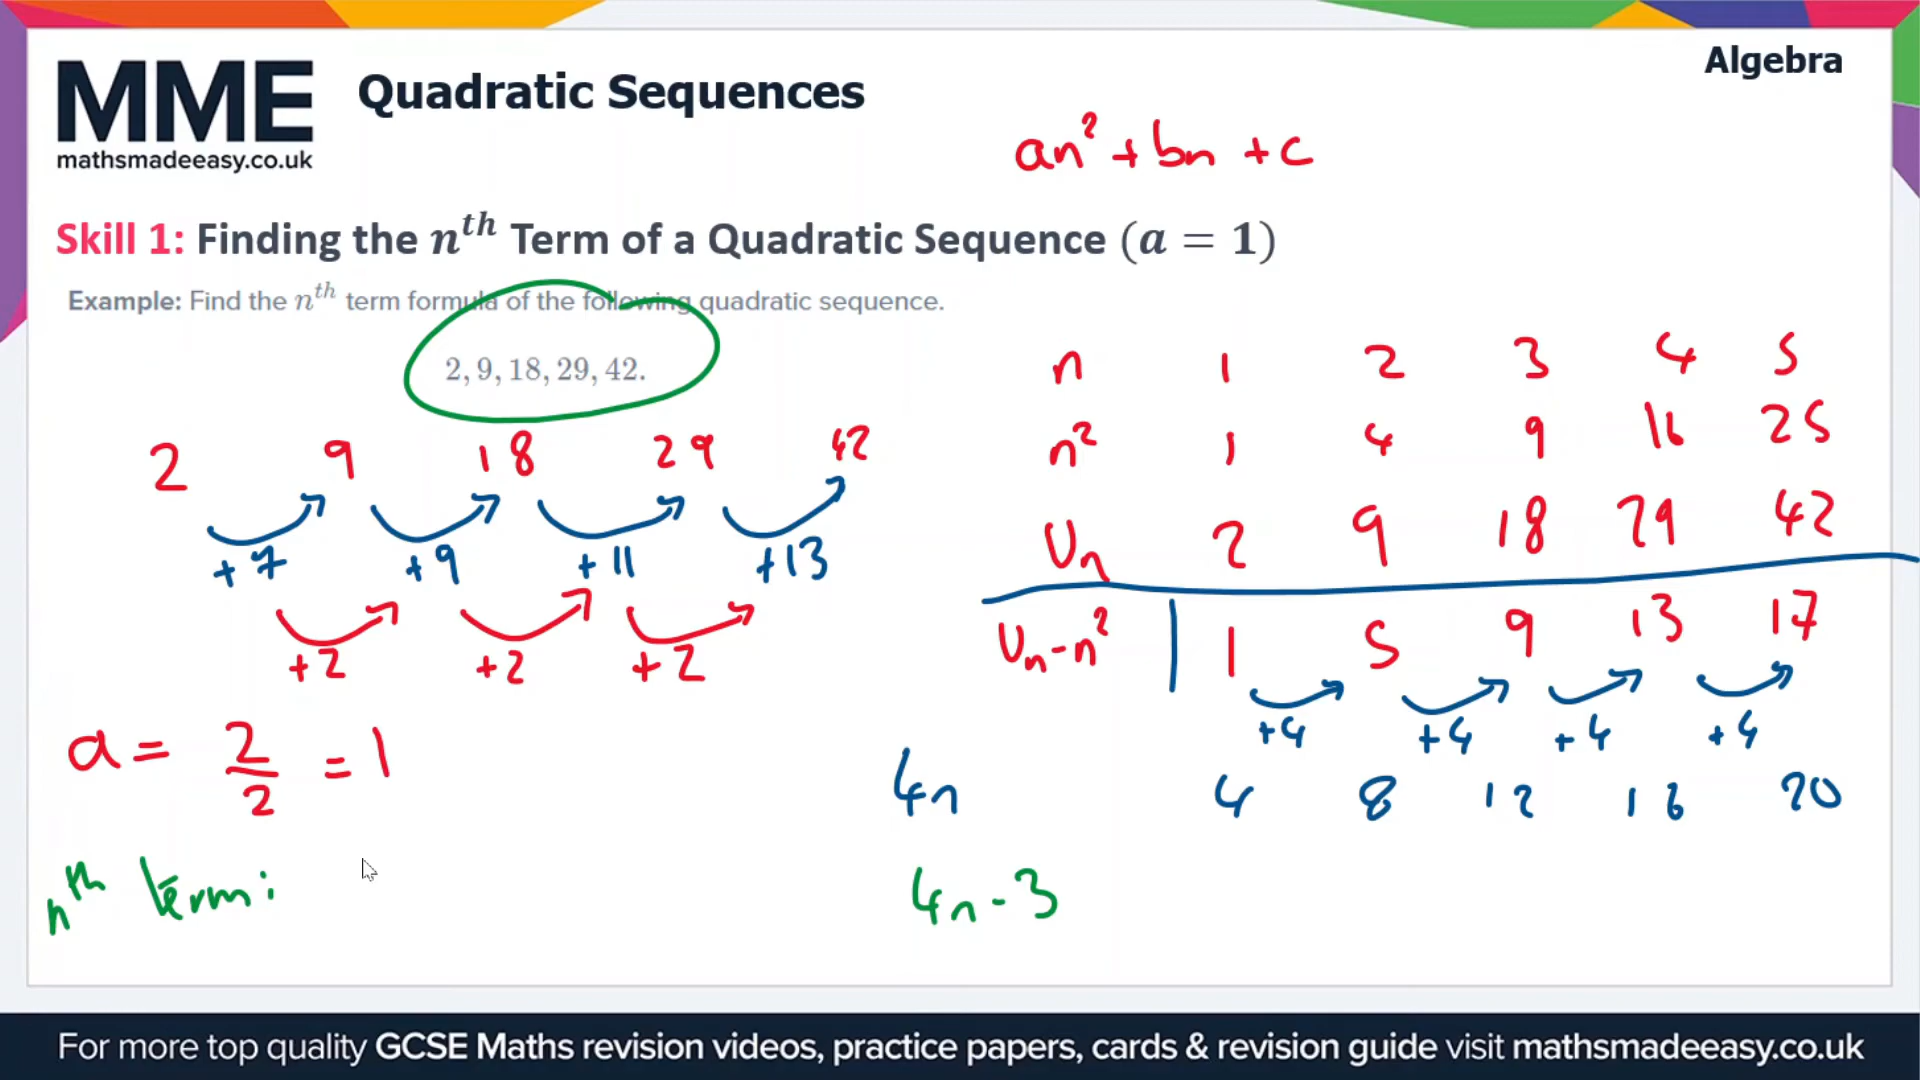 MME
mathsmadeeasy.co.uk
Quadratic Sequences
Algebra
an² + bn + c
Skill 1: Finding the nᵗʰ Term of a Quadratic Sequence (a = 1)
Example: Find the nᵗʰ term formula of the following quadratic sequence.
2, 9, 18, 29, 42.
2 9 18 29 42
+7 +9 +11 +13
+2 +2 +2
a = 2/2 = 1
nᵗʰ term:
n 1 2 3 4 5
n² 1 4 9 16 25
Uₙ 2 9 18 29 42
Uₙ-n² 1 5 9 13 17
+4 +4 +4 +4
4n 4 8 12 16 20
4n-3
For more top quality GCSE Maths revision videos, practice papers, cards & revision guide visit mathsmadeeasy.co.uk